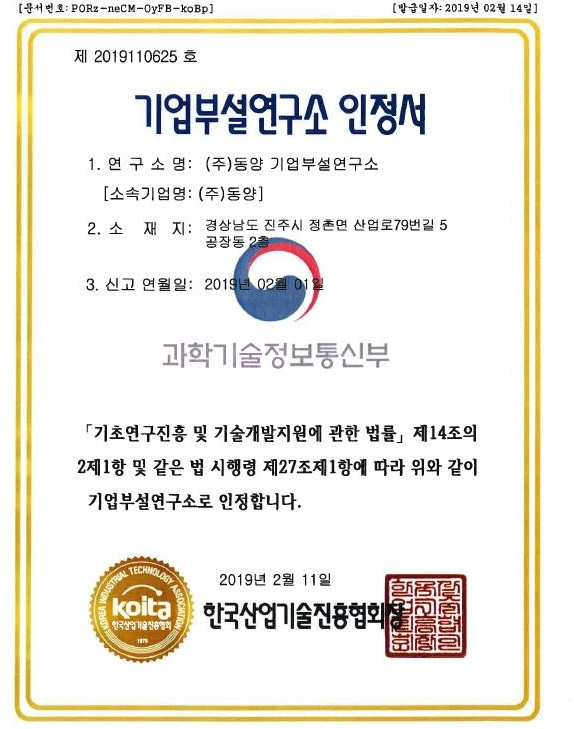 [문서번호: PORz-neCM-OyFB-koBp]
[발급일자: 2019년 02월 14일]
제 2019110625 호
기업부설연구소 인정서
1. 연 구 소 명: (주)동양 기업부설연구소
[소속기업명: (주)동양]
2. 소 재 지: 경상남도 진주시 정촌면 산업로79번길 5
공장동 2층
3. 신고 연월일: 2019년 02월 01일
과학기술정보통신부
「기초연구진흥 및 기술개발지원에 관한 법률」 제14조의
2제1항 및 같은 법 시행령 제27조제1항에 따라 위와 같이
기업부설연구소로 인정합니다.
2019년 2월 11일
KOREA INDUSTRIAL TECHNOLOGY ASSOCIATION
koita
한국산업기술진흥협회
1979
한국산업기술진흥협회장